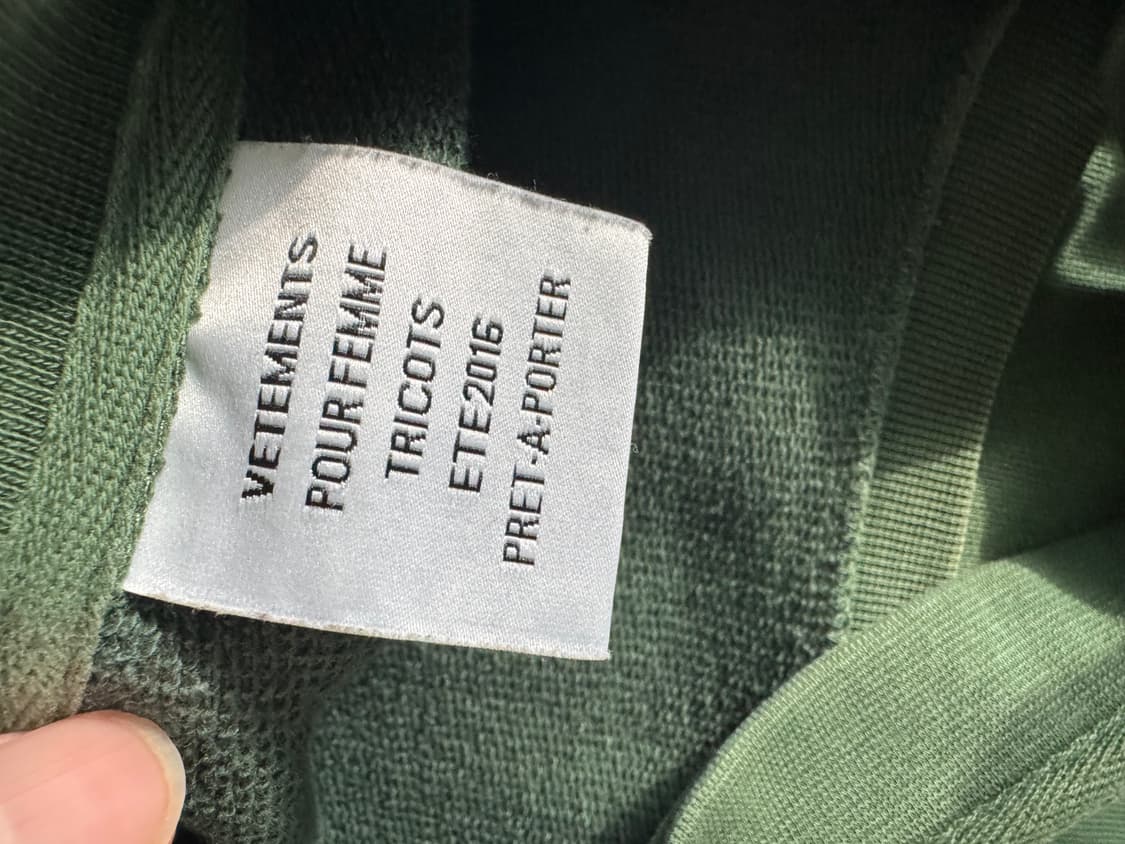 VETEMENTS
POUR FEMME
TRICOTS
ETE2016
PRET-A-PORTER